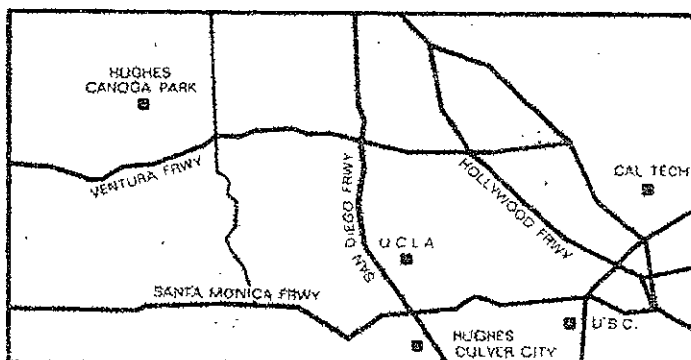 HUGHES
CANOGA PARK
VENTURA FRWY
SAN DIEGO FRWY
HOLLYWOOD FRWY
CAL TECH
UCLA
SANTA MONICA FRWY
HUGHES
CULVER CITY
U.S.C.